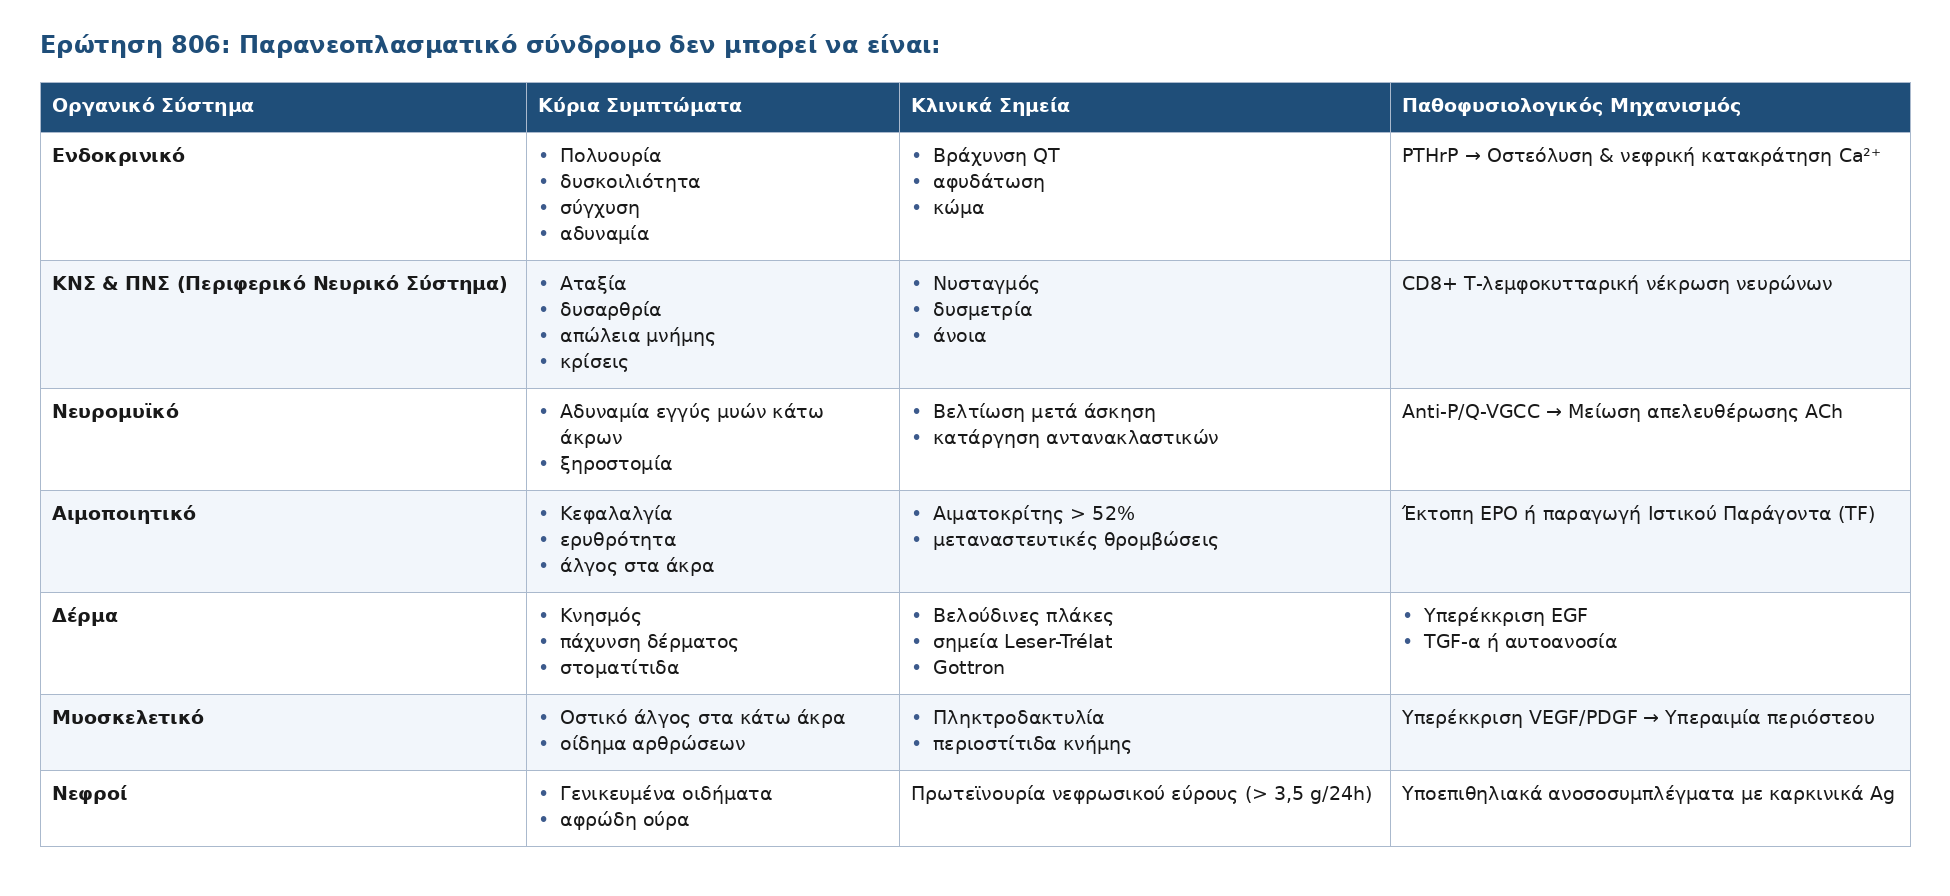 Ερώτηση 806: Παρανεοπλασματικό σύνδρομο δεν μπορεί να είναι:
Οργανικό Σύστημα
Κύρια Συμπτώματα
Κλινικά Σημεία
Παθοφυσιολογικός Μηχανισμός
Ενδοκρινικό
• Πολυουρία
• δυσκοιλιότητα
• σύγχυση
• αδυναμία
• Βράχυνση QT
• αφυδάτωση
• κώμα
PTHrP → Οστεόλυση & νεφρική κατακράτηση Ca²⁺
ΚΝΣ & ΠΝΣ (Περιφερικό Νευρικό Σύστημα)
• Αταξία
• δυσαρθρία
• απώλεια μνήμης
• κρίσεις
• Νυσταγμός
• δυσμετρία
• άνοια
CD8+ Τ-λεμφοκυτταρική νέκρωση νευρώνων
Νευρομυϊκό
• Αδυναμία εγγύς μυών κάτω
άκρων
• ξηροστομία
• Βελτίωση μετά άσκηση
• κατάργηση αντανακλαστικών
Anti-P/Q-VGCC → Μείωση απελευθέρωσης ACh
Αιμοποιητικό
• Κεφαλαλγία
• ερυθρότητα
• άλγος στα άκρα
• Αιματοκρίτης > 52%
• μεταναστευτικές θρομβώσεις
Έκτοπη EPO ή παραγωγή Ιστικού Παράγοντα (TF)
Δέρμα
• Κνησμός
• πάχυνση δέρματος
• στοματίτιδα
• Βελούδινες πλάκες
• σημεία Leser-Trélat
• Gottron
• Υπερέκκριση EGF
• TGF-α ή αυτοανοσία
Μυοσκελετικό
• Οστικό άλγος στα κάτω άκρα
• οίδημα αρθρώσεων
• Πληκτροδακτυλία
• περιοστίτιδα κνήμης
Υπερέκκριση VEGF/PDGF → Υπεραιμία περιόστεου
Νεφροί
• Γενικευμένα οιδήματα
• αφρώδη ούρα
Πρωτεϊνουρία νεφρωσικού εύρους (> 3,5 g/24h)
Υποεπιθηλιακά ανοσοσυμπλέγματα με καρκινικά Ag